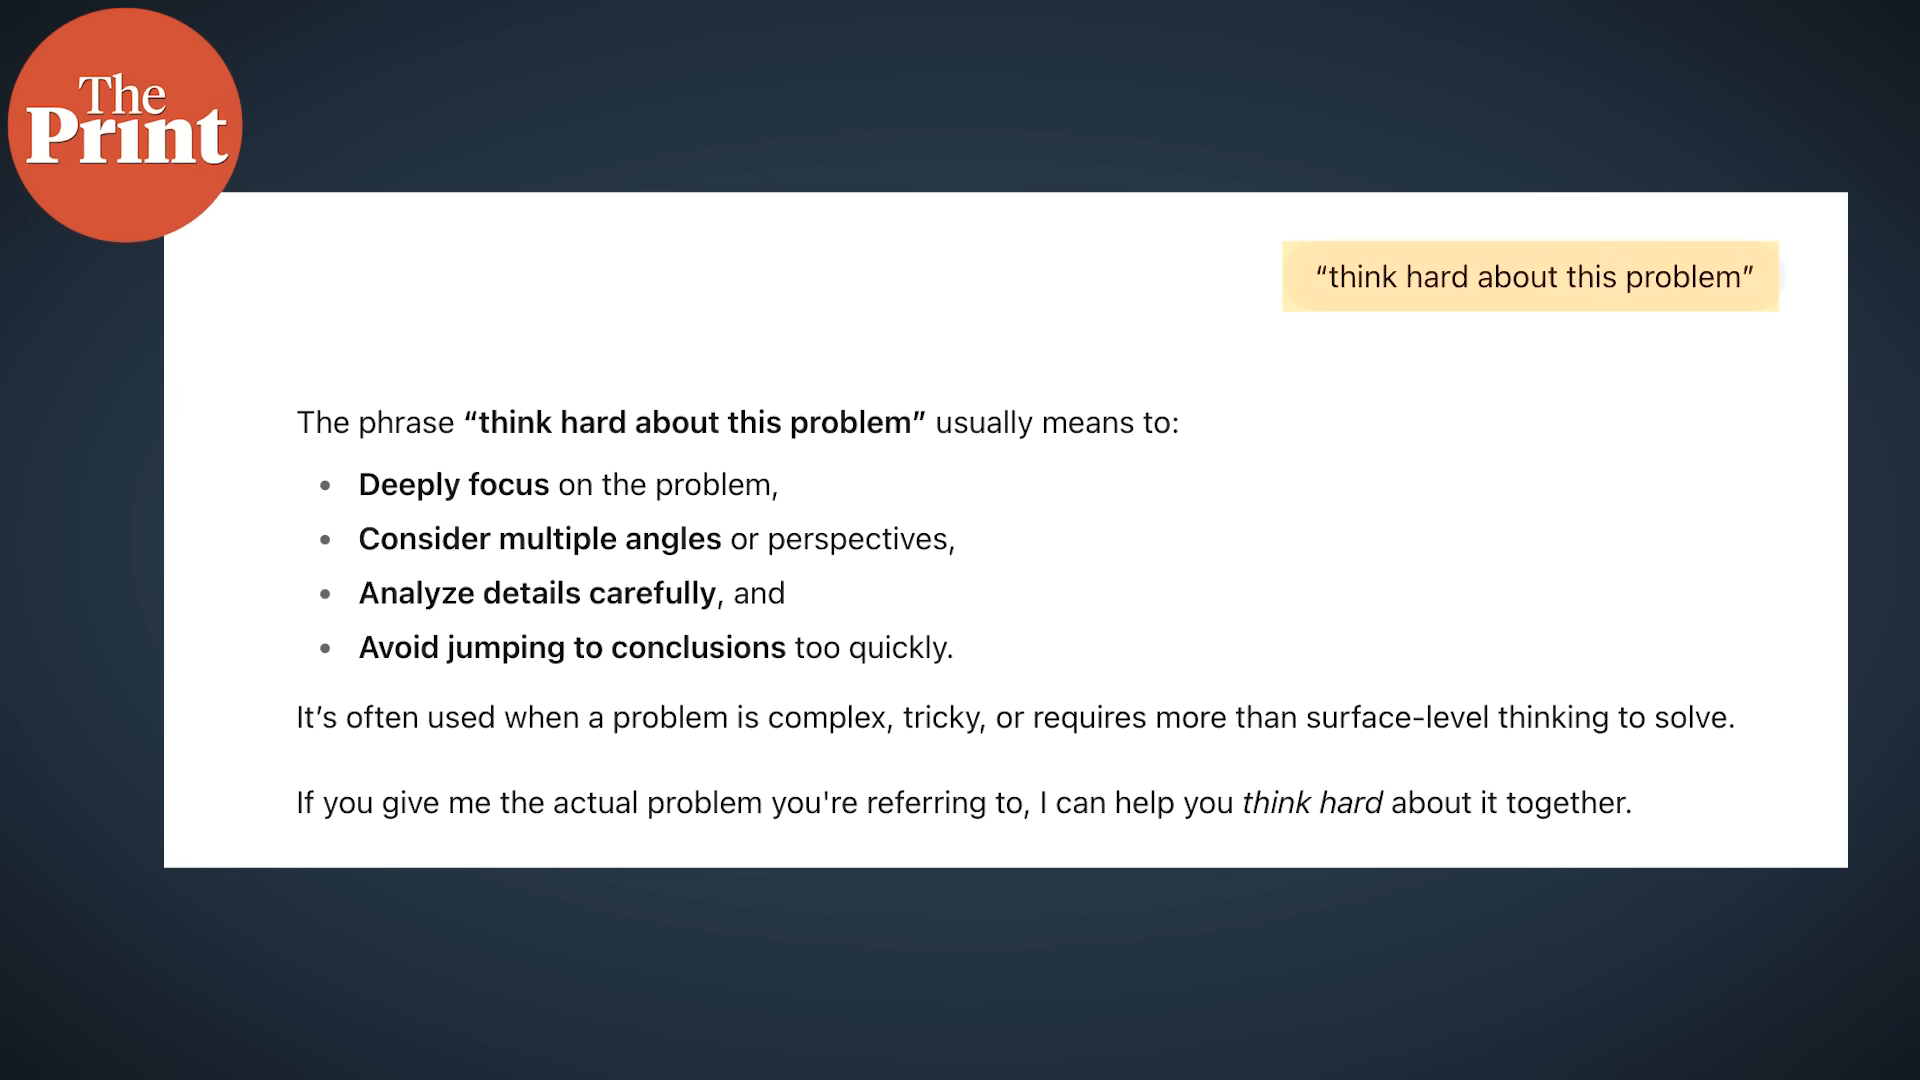 The
Print
“think hard about this problem”
The phrase “think hard about this problem” usually means to:
• Deeply focus on the problem,
• Consider multiple angles or perspectives,
• Analyze details carefully, and
• Avoid jumping to conclusions too quickly.
It’s often used when a problem is complex, tricky, or requires more than surface-level thinking to solve.
If you give me the actual problem you're referring to, I can help you think hard about it together.